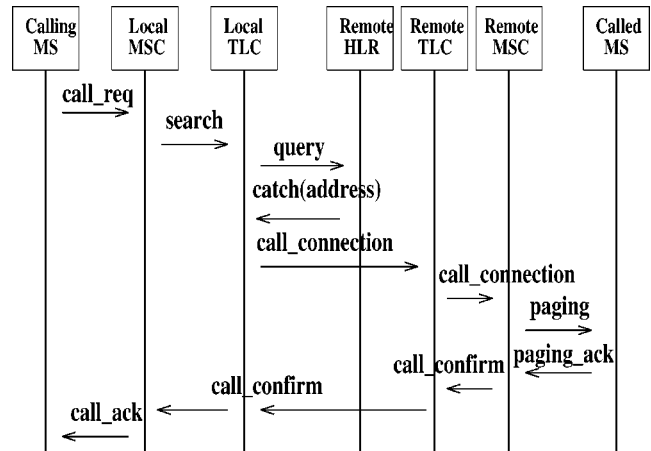 Calling Local Local Remote Remote Remote Called
MS MSC TLC HLR TLC MSC MS
call_req
search
query
catch(address)
call_connection
call_connection
paging
paging_ack
call_confirm
call_confirm
call_ack